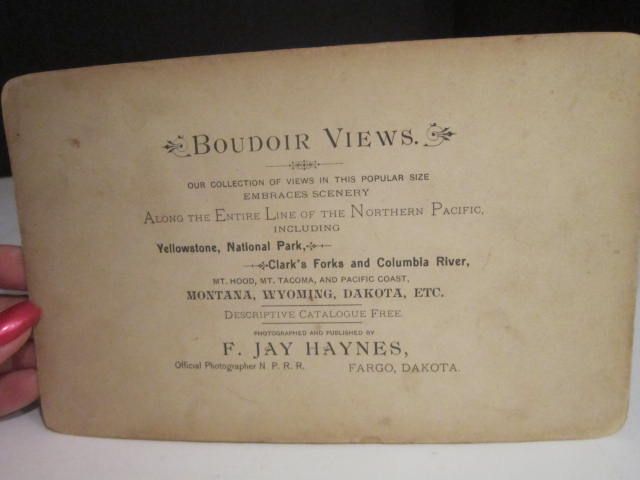 BOUDOIR VIEWS.
OUR COLLECTION OF VIEWS IN THIS POPULAR SIZE
EMBRACES SCENERY
ALONG THE ENTIRE LINE OF THE NORTHERN PACIFIC,
INCLUDING
Yellowstone, National Park,
Clark's Forks and Columbia River,
MT. HOOD, MT. TACOMA, AND PACIFIC COAST,
MONTANA, WYOMING, DAKOTA, ETC.
DESCRIPTIVE CATALOGUE FREE.
PHOTOGRAPHED AND PUBLISHED BY
F. JAY HAYNES,
Official Photographer N. P. R. R. FARGO, DAKOTA.